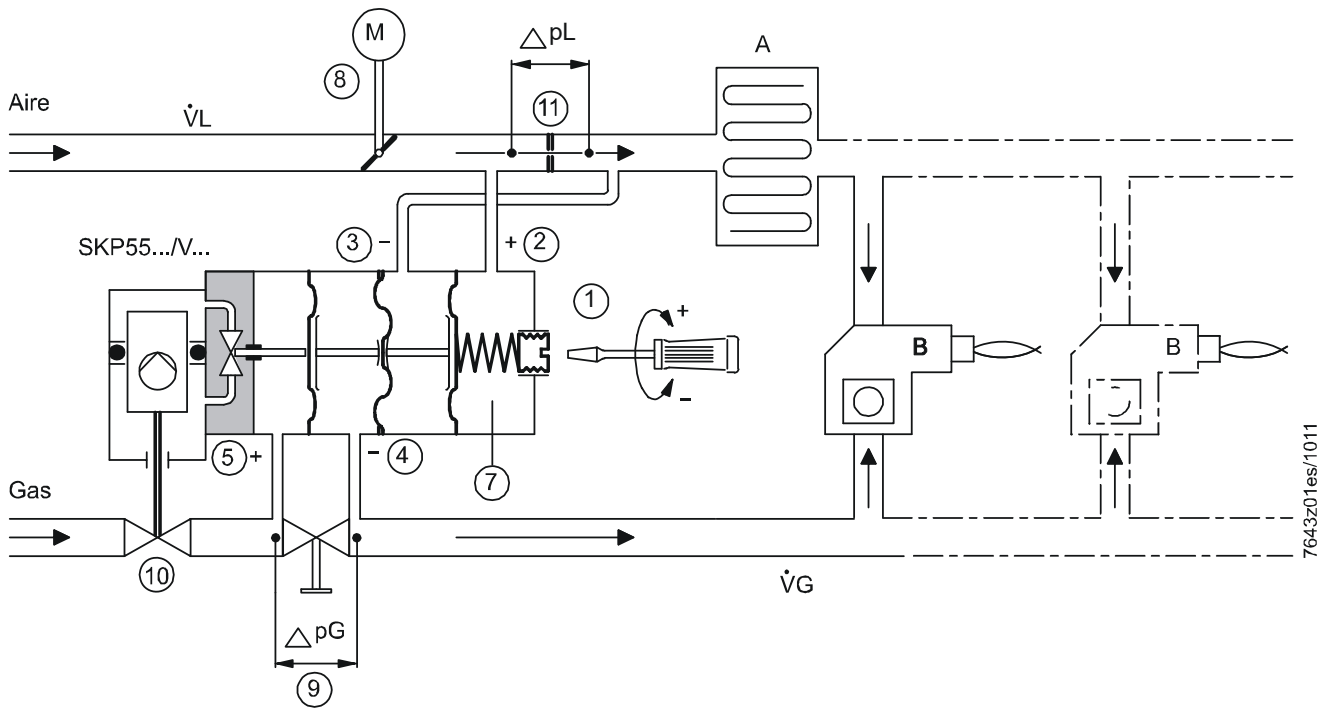 M
△pL
A
8
11
Aire
V̇L
3 -
+ 2
SKP55.../V...
1
+
B
B
-
5 +
- 4
7
Gas
10
V̇G
△pG
9
7643z01es/1011